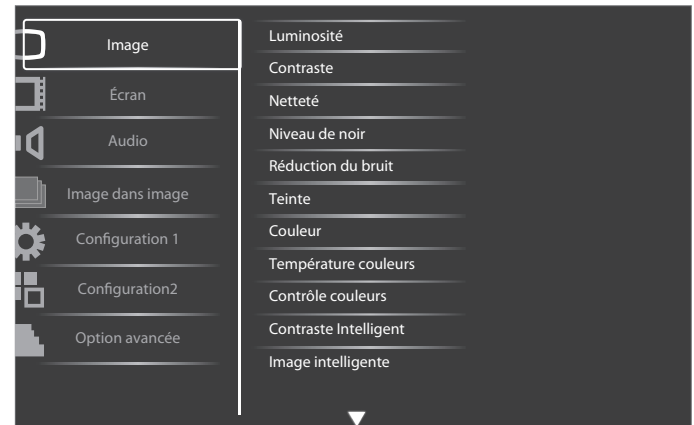 Image
Écran
Audio
Image dans image
Configuration 1
Configuration2
Option avancée
Luminosité
Contraste
Netteté
Niveau de noir
Réduction du bruit
Teinte
Couleur
Température couleurs
Contrôle couleurs
Contraste Intelligent
Image intelligente